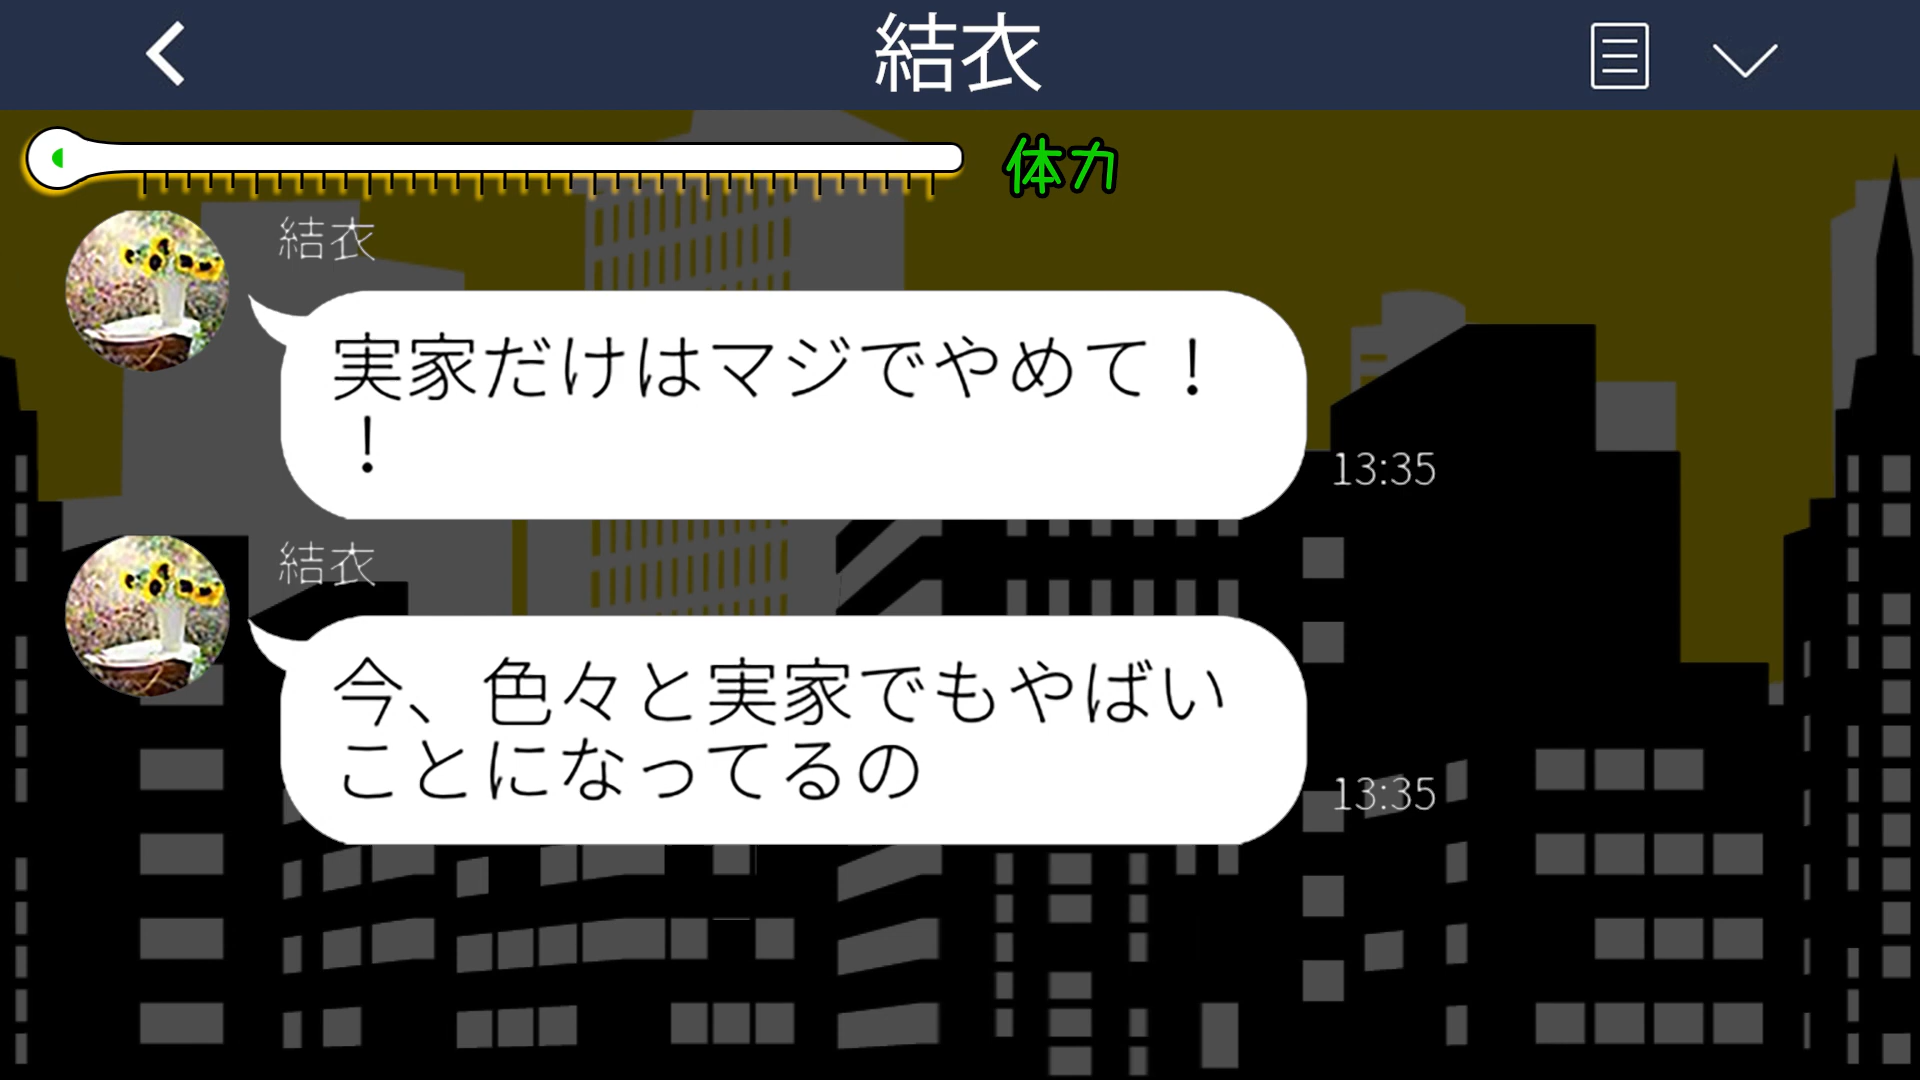 結衣
体力
結衣
実家だけはマジでやめて！
！
13:35
結衣
今、色々と実家でもやばい
ことになってるの
13:35